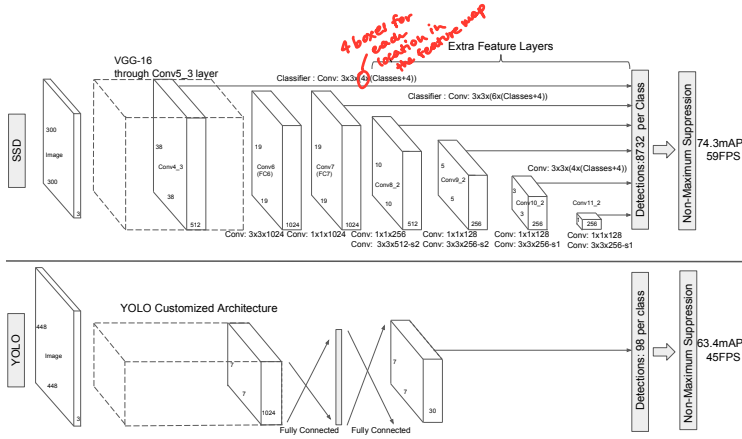 4 boxes for
each
location in
the feature map
VGG-16
through Conv5_3 layer
Extra Feature Layers
Classifier : Conv: 3x3x(4x(Classes+4))
Classifier : Conv: 3x3x(6x(Classes+4))
SSD
300
Image
300
3
38
Conv4_3
38
512
19
Conv6
(FC6)
19
1024
19
Conv7
(FC7)
19
1024
10
Conv8_2
10
512
5
Conv9_2
5
256
Conv: 3x3x(4x(Classes+4))
3
Conv10_2
3
256
Conv11_2
256
Detections:8732 per Class
Non-Maximum Suppression
74.3mAP
59FPS
Conv: 3x3x1024
Conv: 1x1x1024
Conv: 1x1x256
Conv: 3x3x512-s2
Conv: 1x1x128
Conv: 3x3x256-s2
Conv: 1x1x128
Conv: 3x3x256-s1
Conv: 1x1x128
Conv: 3x3x256-s1
YOLO
448
Image
448
3
YOLO Customized Architecture
7
7
1024
Fully Connected
Fully Connected
7
7
30
Detections: 98 per class
Non-Maximum Suppression
63.4mAP
45FPS